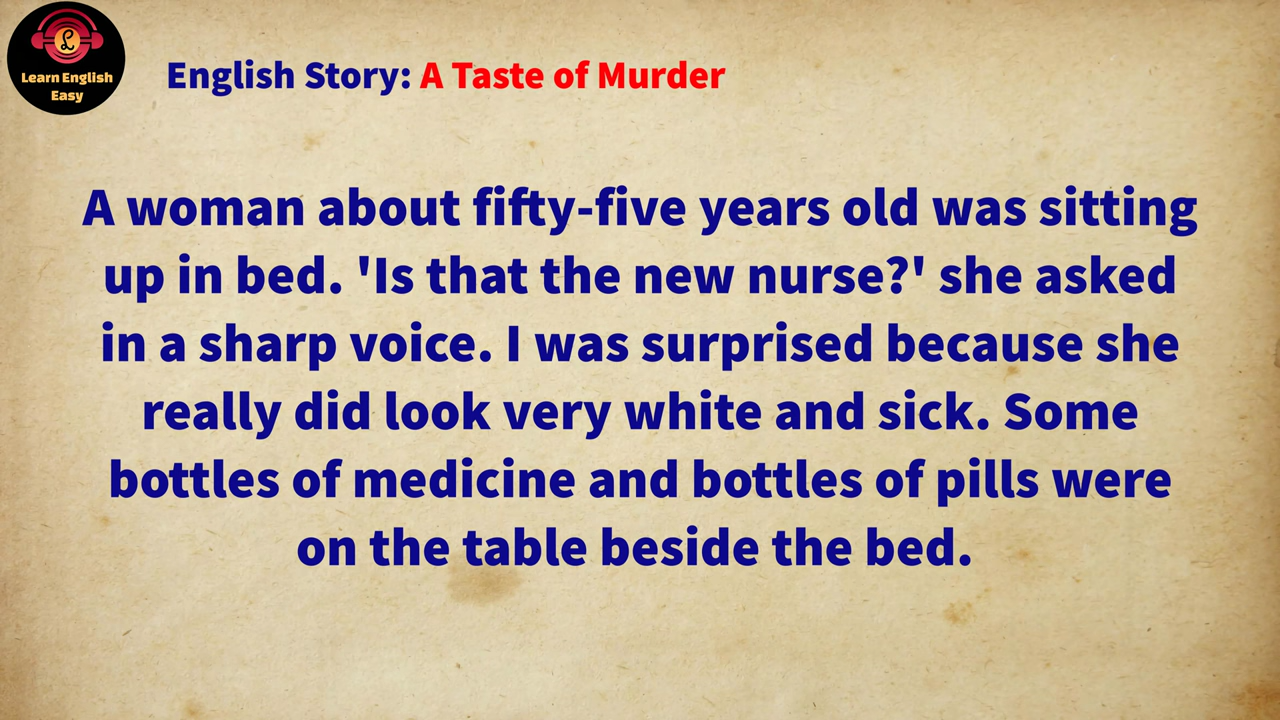 Learn English
Easy
English Story: A Taste of Murder
A woman about fifty-five years old was sitting
up in bed. 'Is that the new nurse?' she asked
in a sharp voice. I was surprised because she
really did look very white and sick. Some
bottles of medicine and bottles of pills were
on the table beside the bed.